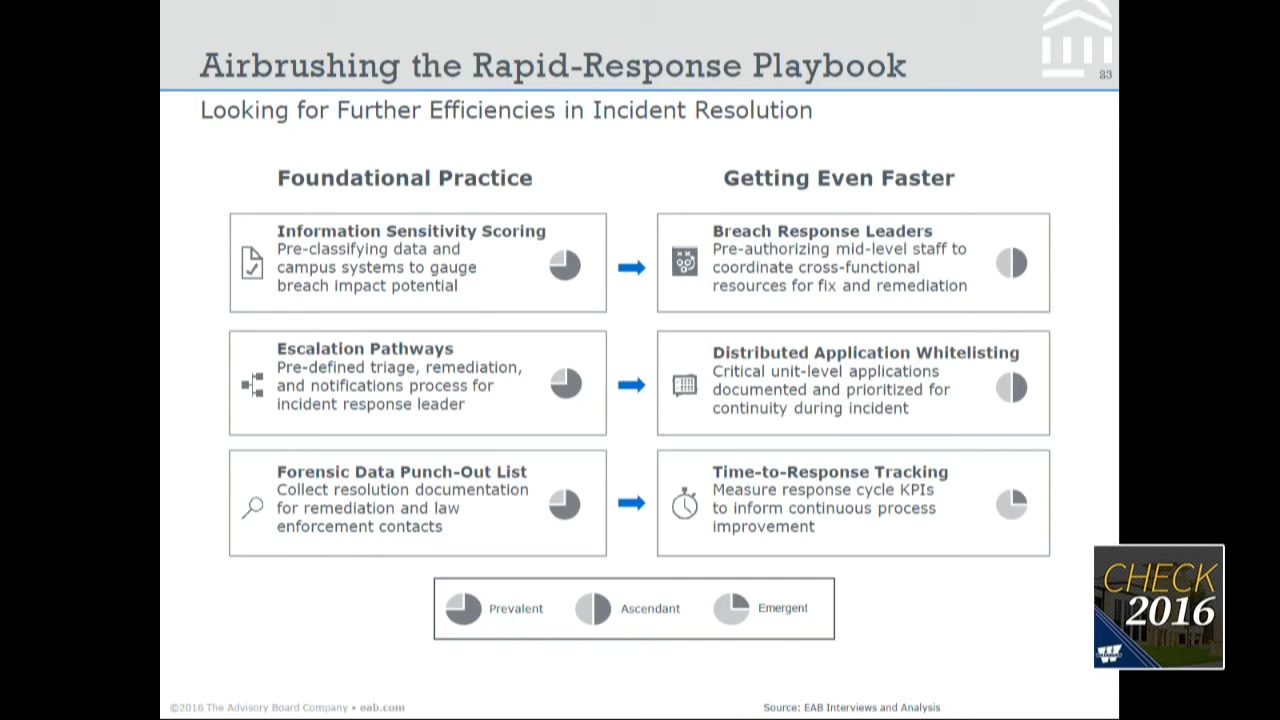 Airbrushing the Rapid-Response Playbook
23
Looking for Further Efficiencies in Incident Resolution
Foundational Practice
Getting Even Faster
Information Sensitivity Scoring
Pre-classifying data and
campus systems to gauge
breach impact potential
Breach Response Leaders
Pre-authorizing mid-level staff to
coordinate cross-functional
resources for fix and remediation
Escalation Pathways
Pre-defined triage, remediation,
and notifications process for
incident response leader
Distributed Application Whitelisting
Critical unit-level applications
documented and prioritized for
continuity during incident
Forensic Data Punch-Out List
Collect resolution documentation
for remediation and law
enforcement contacts
Time-to-Response Tracking
Measure response cycle KPIs
to inform continuous process
improvement
Prevalent
Ascendant
Emergent
CHECK
2016
W
©2016 The Advisory Board Company • eab.com
Source: EAB Interviews and Analysis